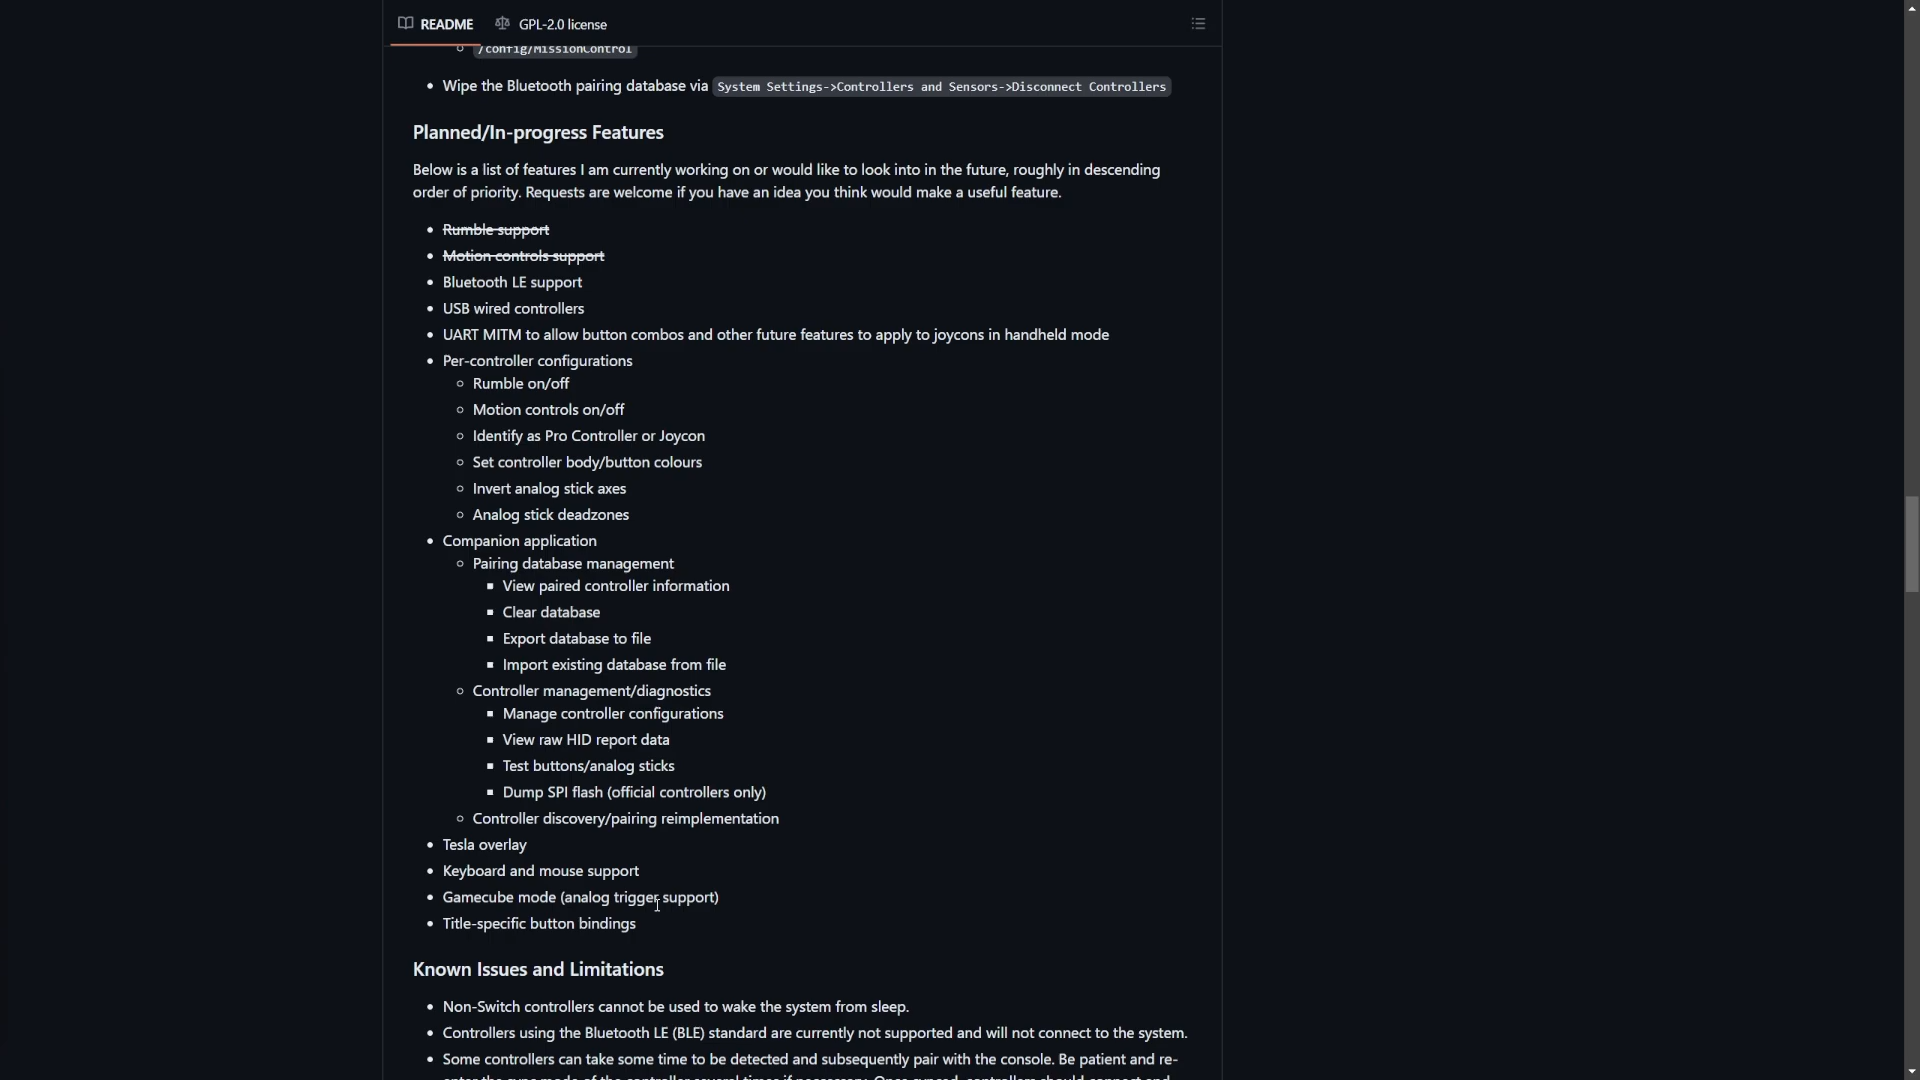 README GPL-2.0 license
/config/MissionControl
Wipe the Bluetooth pairing database via System Settings->Controllers and Sensors->Disconnect Controllers
Planned/In-progress Features
Below is a list of features I am currently working on or would like to look into in the future, roughly in descending
order of priority. Requests are welcome if you have an idea you think would make a useful feature.
Rumble support
Motion controls support
Bluetooth LE support
USB wired controllers
UART MITM to allow button combos and other future features to apply to joycons in handheld mode
Per-controller configurations
Rumble on/off
Motion controls on/off
Identify as Pro Controller or Joycon
Set controller body/button colours
Invert analog stick axes
Analog stick deadzones
Companion application
Pairing database management
View paired controller information
Clear database
Export database to file
Import existing database from file
Controller management/diagnostics
Manage controller configurations
View raw HID report data
Test buttons/analog sticks
Dump SPI flash (official controllers only)
Controller discovery/pairing reimplementation
Tesla overlay
Keyboard and mouse support
Gamecube mode (analog trigger support)
Title-specific button bindings
Known Issues and Limitations
Non-Switch controllers cannot be used to wake the system from sleep.
Controllers using the Bluetooth LE (BLE) standard are currently not supported and will not connect to the system.
Some controllers can take some time to be detected and subsequently pair with the console. Be patient and re-